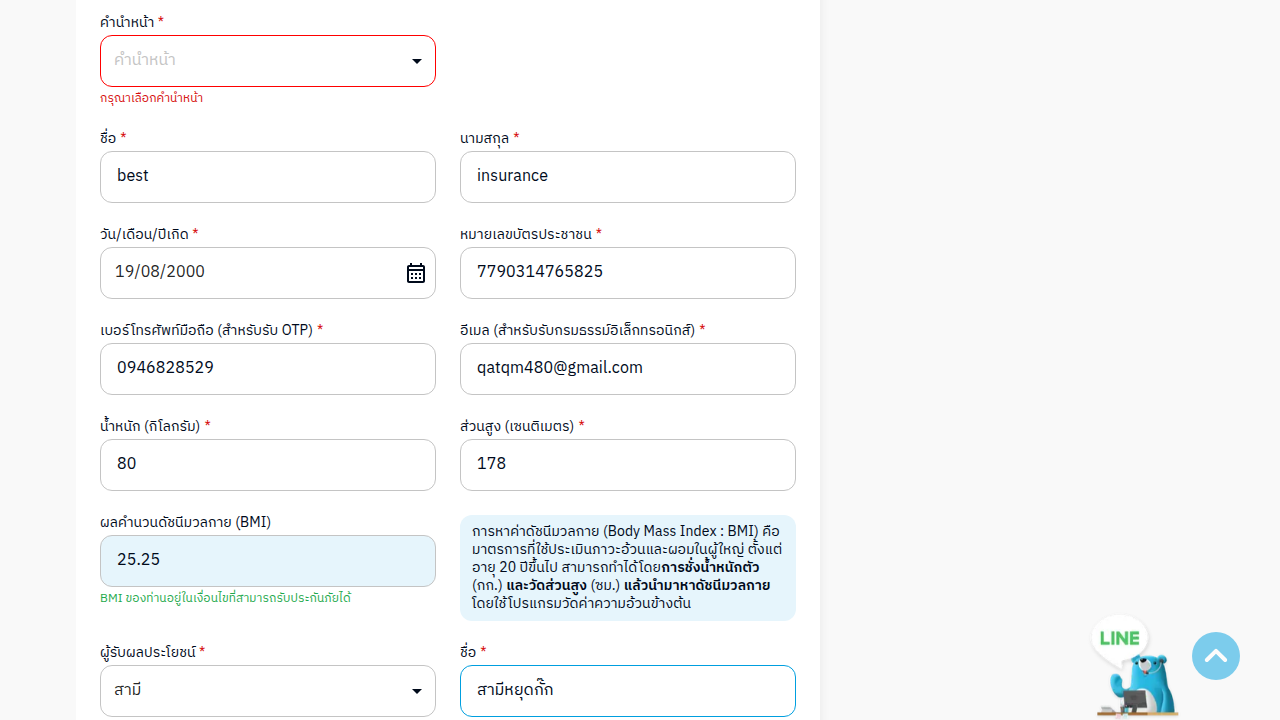 คำนำหน้า *
คำนำหน้า
กรุณาเลือกคำนำหน้า
ชื่อ *
นามสกุล *
best
insurance
วัน/เดือน/ปีเกิด *
หมายเลขบัตรประชาชน *
19/08/2000
7790314765825
เบอร์โทรศัพท์มือถือ (สำหรับรับ OTP) *
อีเมล (สำหรับรับกรมธรรม์อิเล็กทรอนิกส์) *
0946828529
qatqm480@gmail.com
น้ำหนัก (กิโลกรัม) *
ส่วนสูง (เซนติเมตร) *
80
178
ผลคำนวนดัชนีมวลกาย (BMI)
25.25
BMI ของท่านอยู่ในเงื่อนไขที่สามารถรับประกันภัยได้
การหาค่าดัชนีมวลกาย (Body Mass Index : BMI) คือ
มาตรการที่ใช้ประเมินภาวะอ้วนและผอมในผู้ใหญ่ ตั้งแต่
อายุ 20 ปีขึ้นไป สามารถทำได้โดยการชั่งน้ำหนักตัว
(กก.) และวัดส่วนสูง (ซม.) แล้วนำมาหาดัชนีมวลกาย
โดยใช้โปรแกรมวัดค่าความอ้วนข้างต้น
ผู้รับผลประโยชน์ *
ชื่อ *
สามี
สามีหยุดกั๊ก
LINE